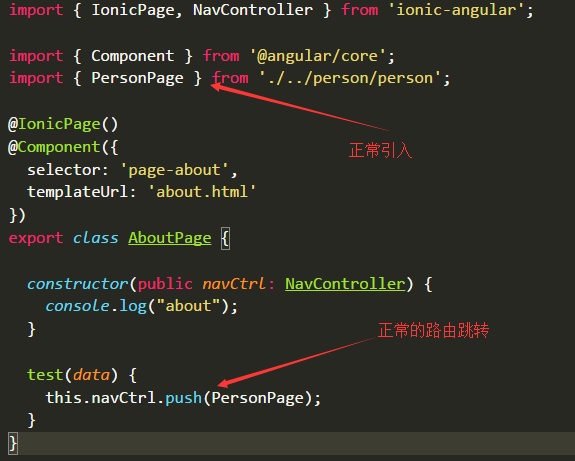 import { IonicPage, NavController } from 'ionic-angular';
import { Component } from '@angular/core';
import { PersonPage } from './../person/person';
正常引入
@IonicPage()
@Component({
  selector: 'page-about',
  templateUrl: 'about.html'
})
export class AboutPage {
  constructor(public navCtrl: NavController) {
    console.log("about");
  }
正常的路由跳转
  test(data) {
    this.navCtrl.push(PersonPage);
  }
}